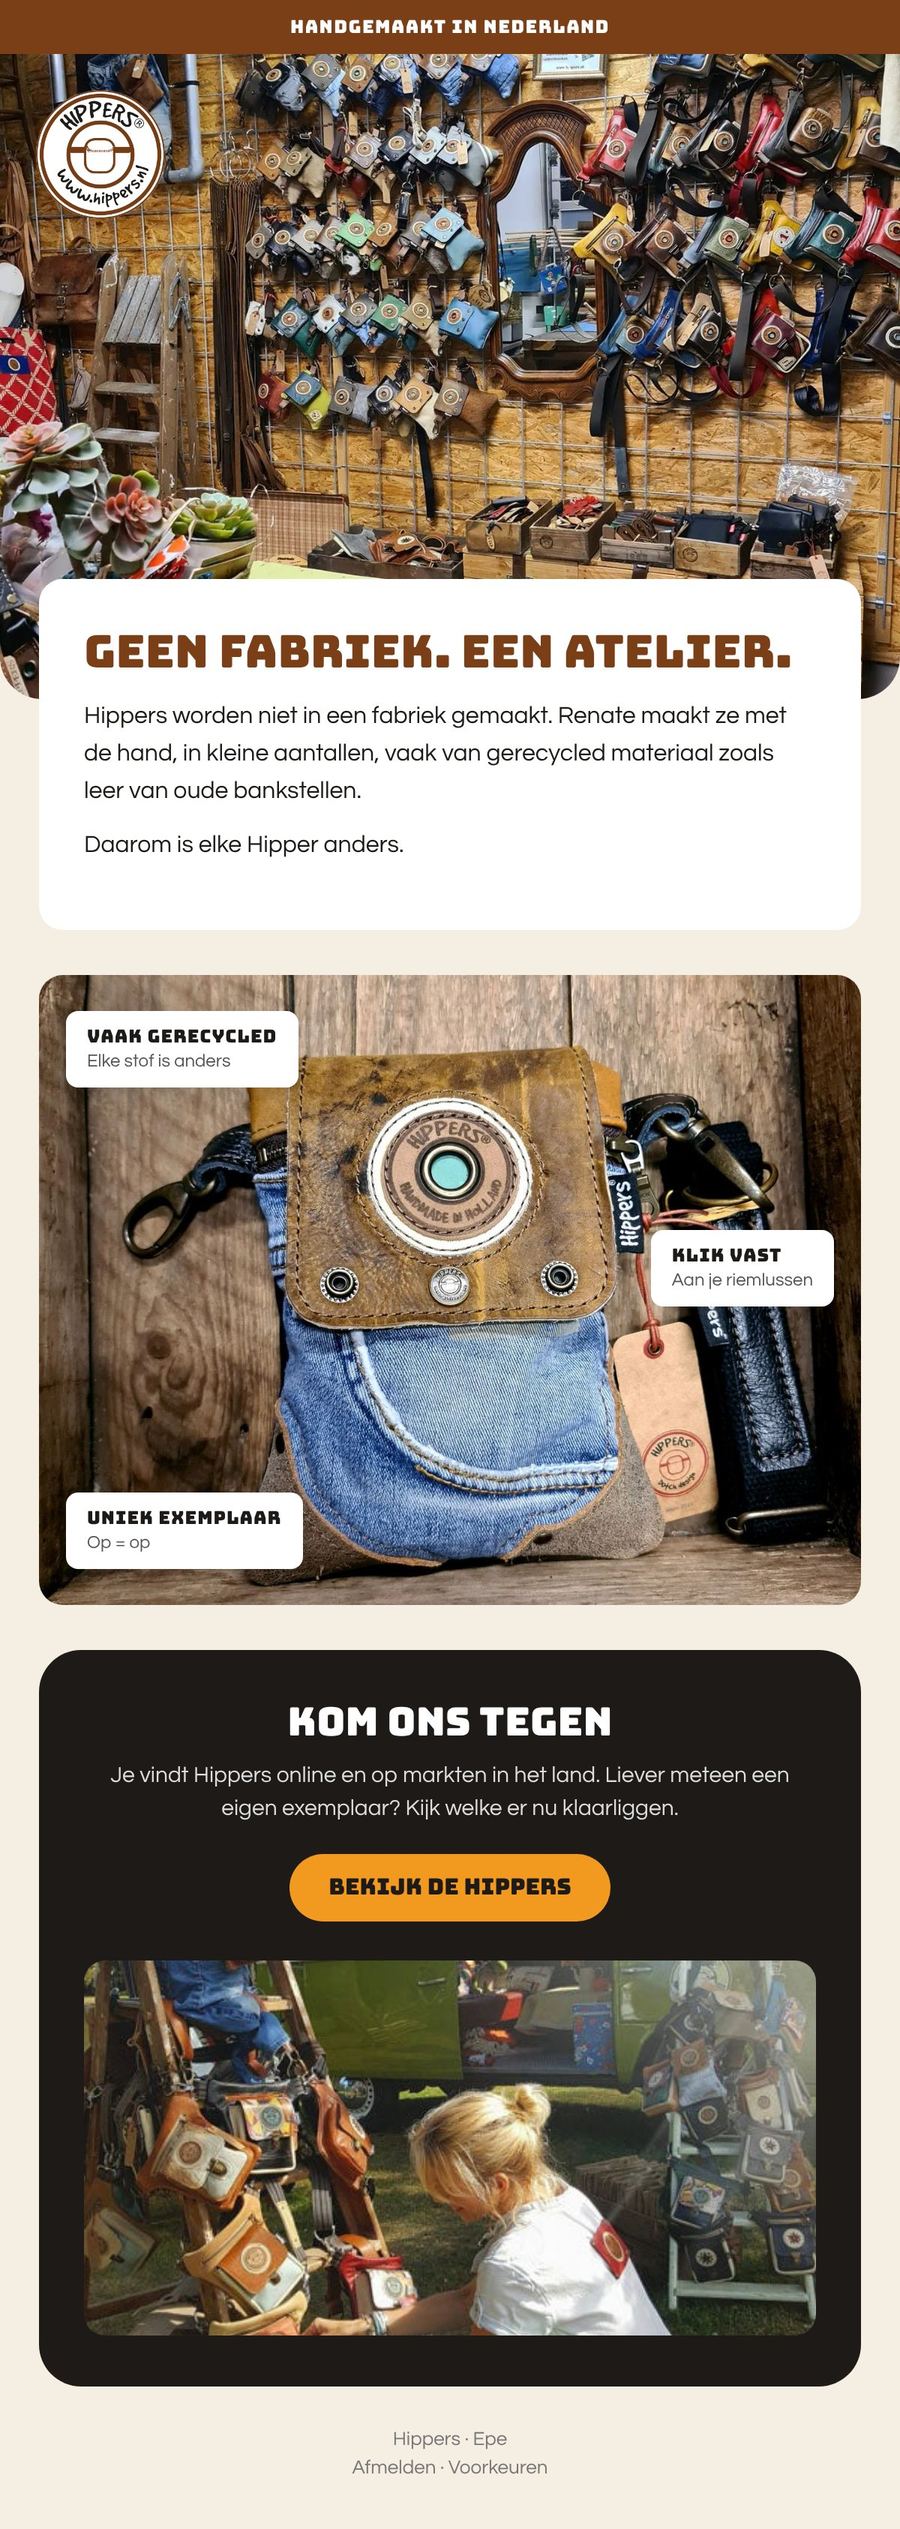 HANDGEMAAKT IN NEDERLAND
HIPPERS®
www.hippers.nl
GEEN FABRIEK. EEN ATELIER.
Hippers worden niet in een fabriek gemaakt. Renate maakt ze met
de hand, in kleine aantallen, vaak van gerecycled materiaal zoals
leer van oude bankstellen.
Daarom is elke Hipper anders.
VAAK GERECYCLED
Elke stof is anders
HIPPERS®
HANDMADE IN HOLLAND
Hippers®
KLIK VAST
Aan je riemlussen
HIPPERS
Dutch design
UNIEK EXEMPLAAR
Op = op
KOM ONS TEGEN
Je vindt Hippers online en op markten in het land. Liever meteen een
eigen exemplaar? Kijk welke er nu klaarliggen.
BEKIJK DE HIPPERS
Hippers · Epe
Afmelden · Voorkeuren